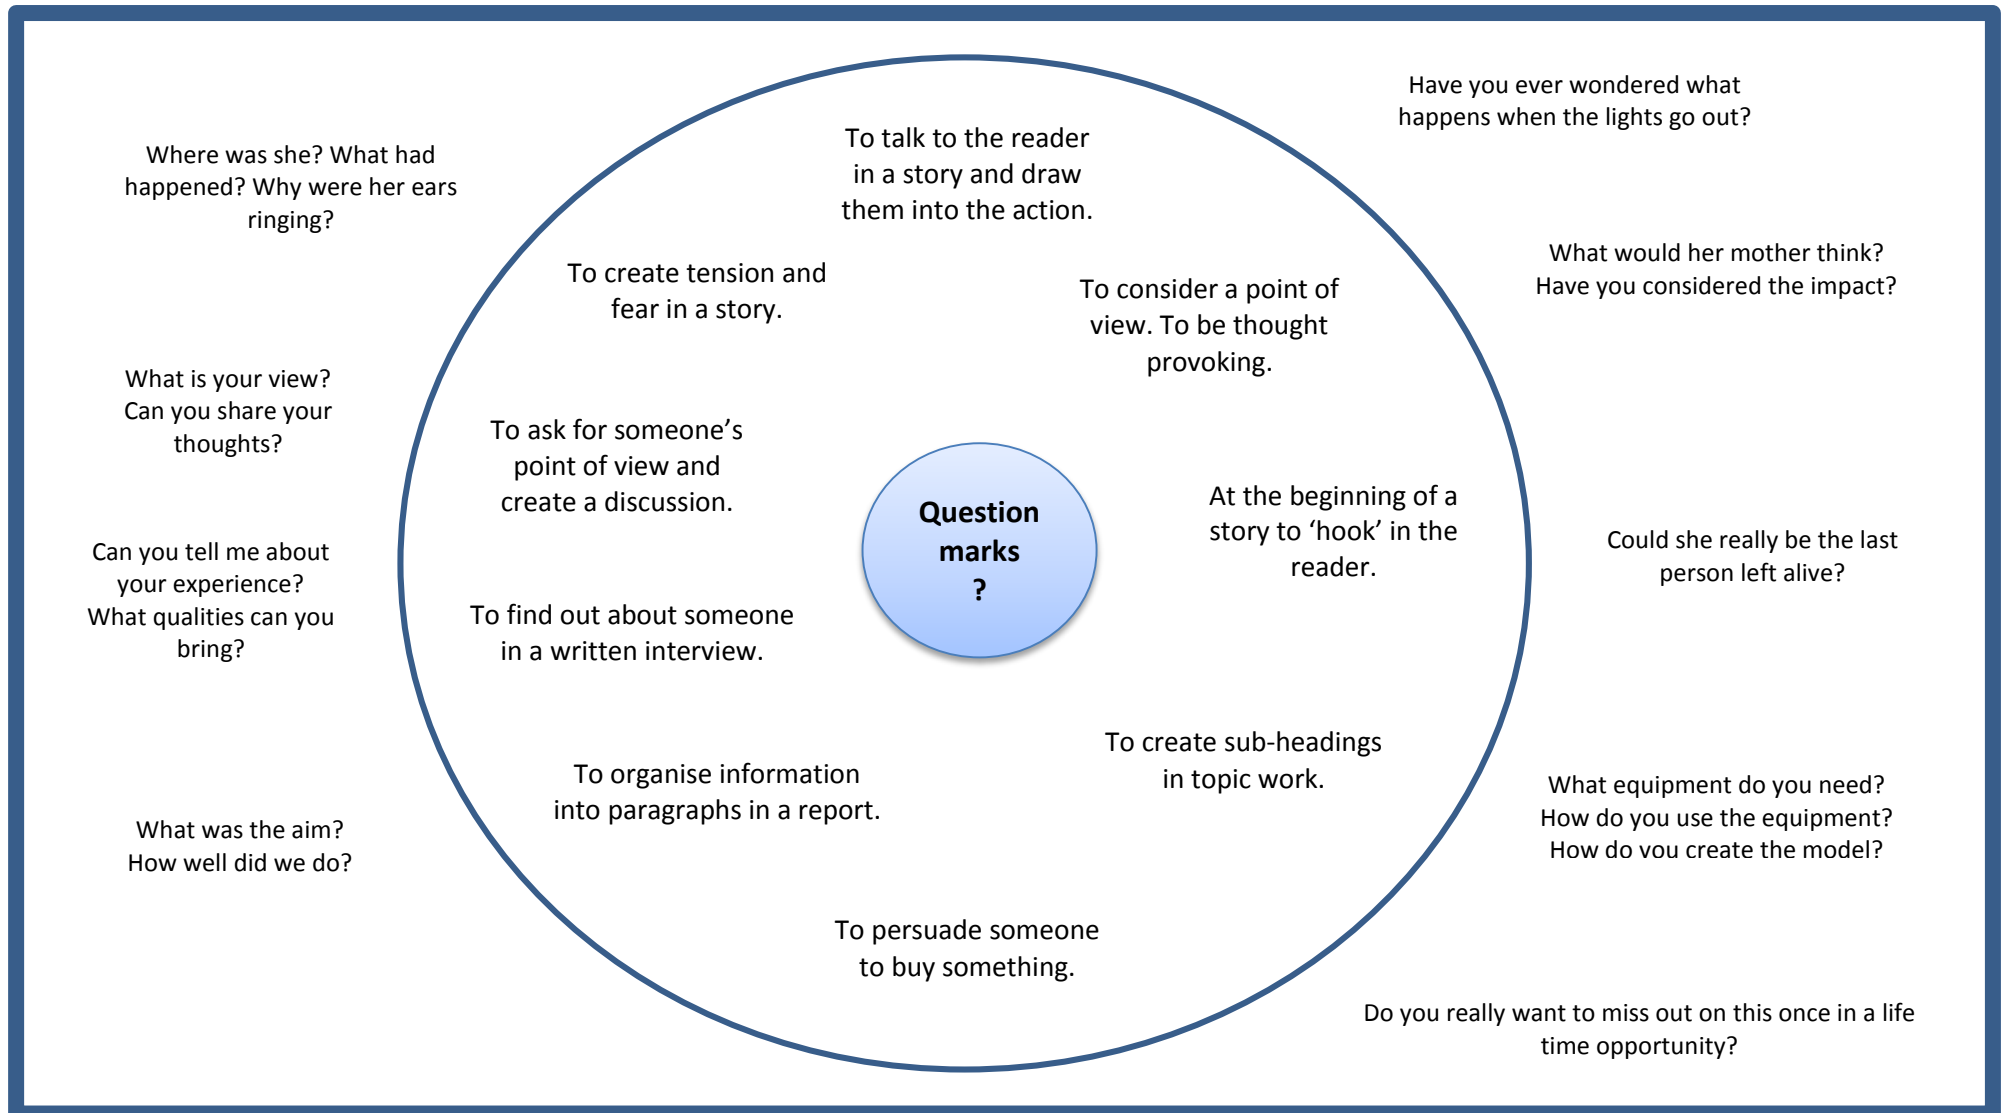 Have you ever wondered what
happens when the lights go out?
To talk to the reader
in a story and draw
them into the action.
Where was she? What had
happened? Why were her ears
ringing?
To create tension and
fear in a story.
To consider a point of
view. To be thought
provoking.
What would her mother think?
Have you considered the impact?
What is your view?
Can you share your
thoughts?
To ask for someone’s
point of view and
create a discussion.
Question
marks
?
At the beginning of a
story to ‘hook’ in the
reader.
Could she really be the last
person left alive?
Can you tell me about
your experience?
What qualities can you
bring?
To find out about someone
in a written interview.
To create sub-headings
in topic work.
To organise information
into paragraphs in a report.
What equipment do you need?
How do you use the equipment?
How do you create the model?
What was the aim?
How well did we do?
To persuade someone
to buy something.
Do you really want to miss out on this once in a life
time opportunity?